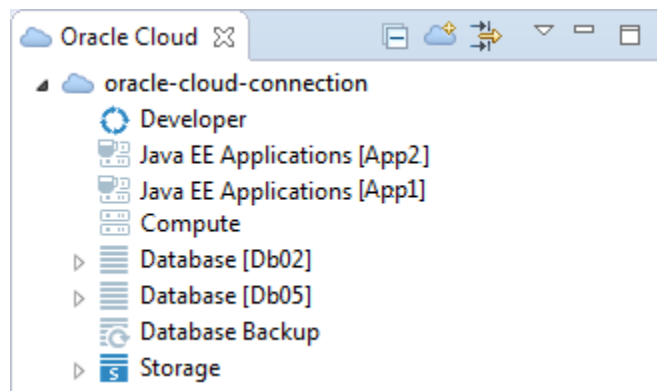 Oracle Cloud
oracle-cloud-connection
Developer
Java EE Applications [App2]
Java EE Applications [App1]
Compute
Database [Db02]
Database [Db05]
Database Backup
S Storage